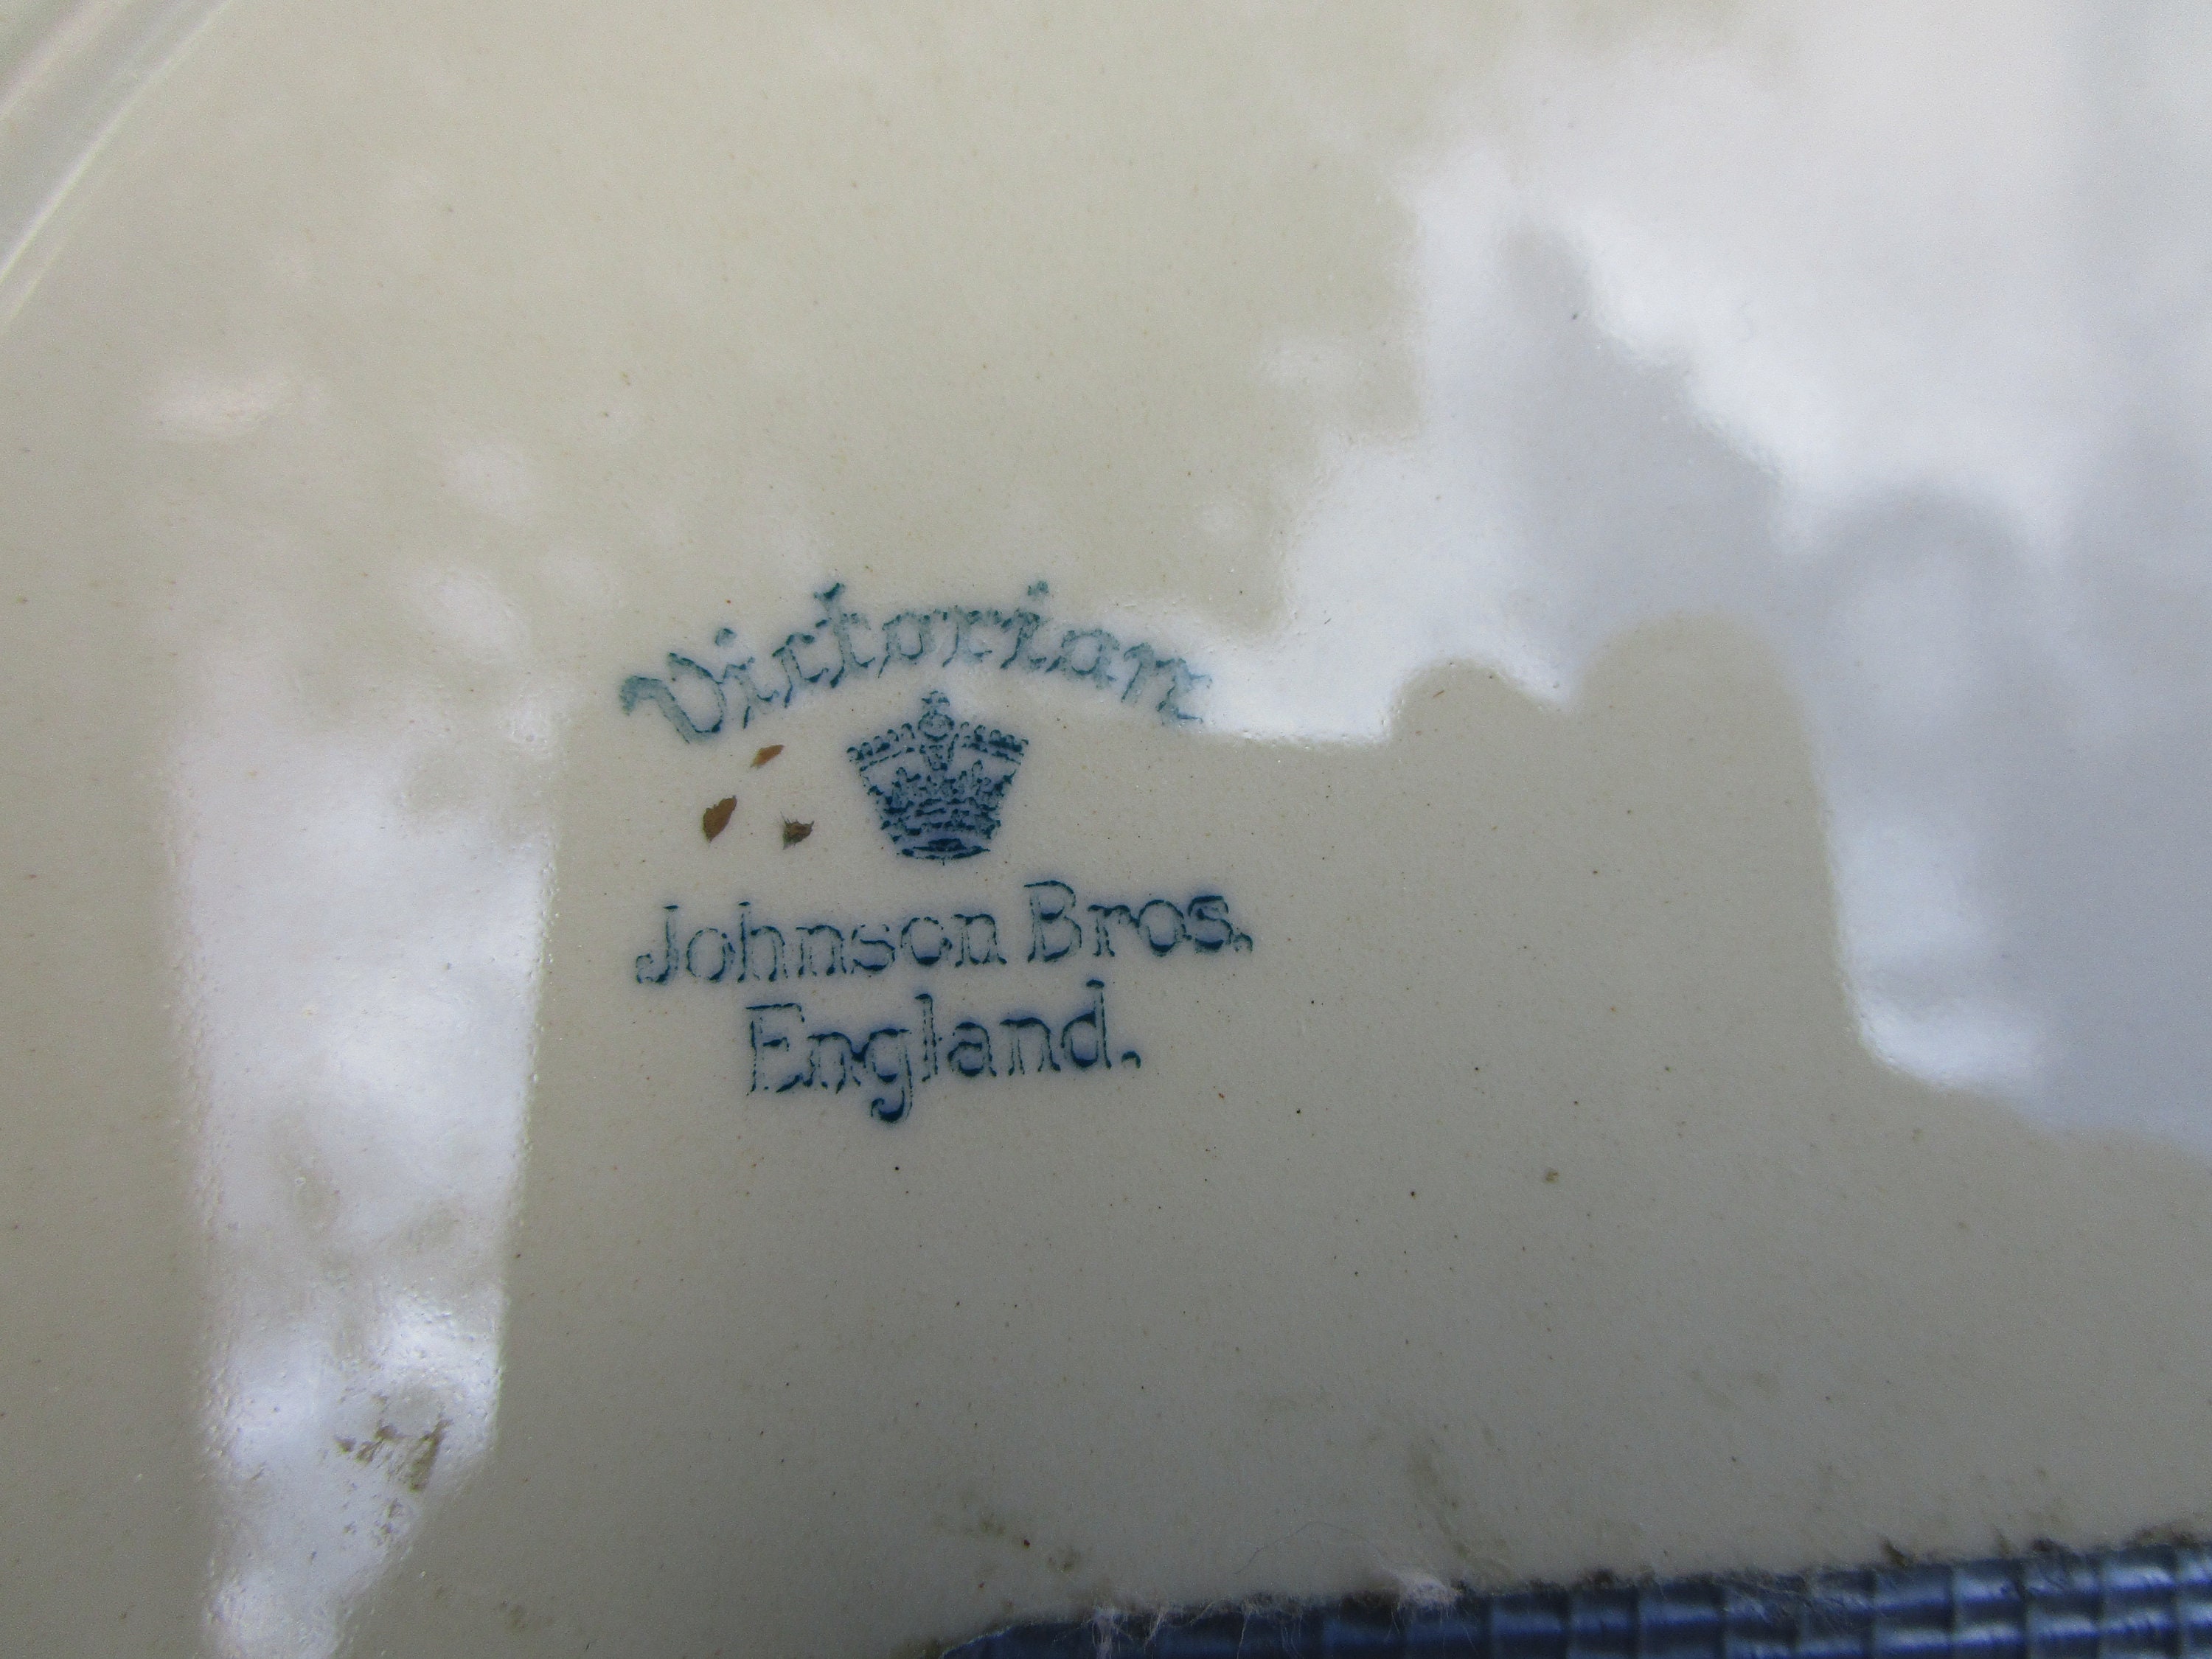 Victorian
Johnson Bros.
England.